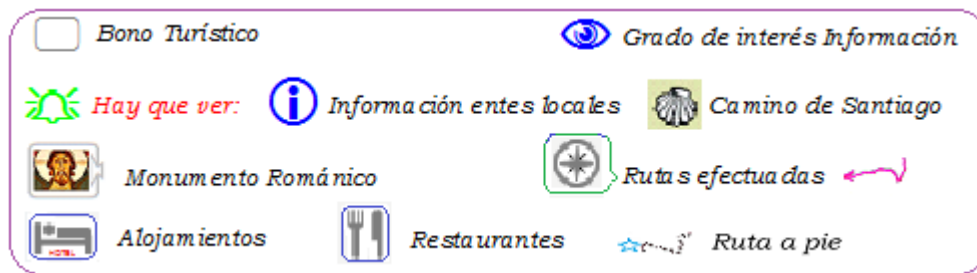 Bono Turístico
Grado de interés Información
Hay que ver:
Información entes locales
Camino de Santiago
Monumento Románico
Rutas efectuadas
HOTEL
Alojamientos
Restaurantes
Ruta a pie